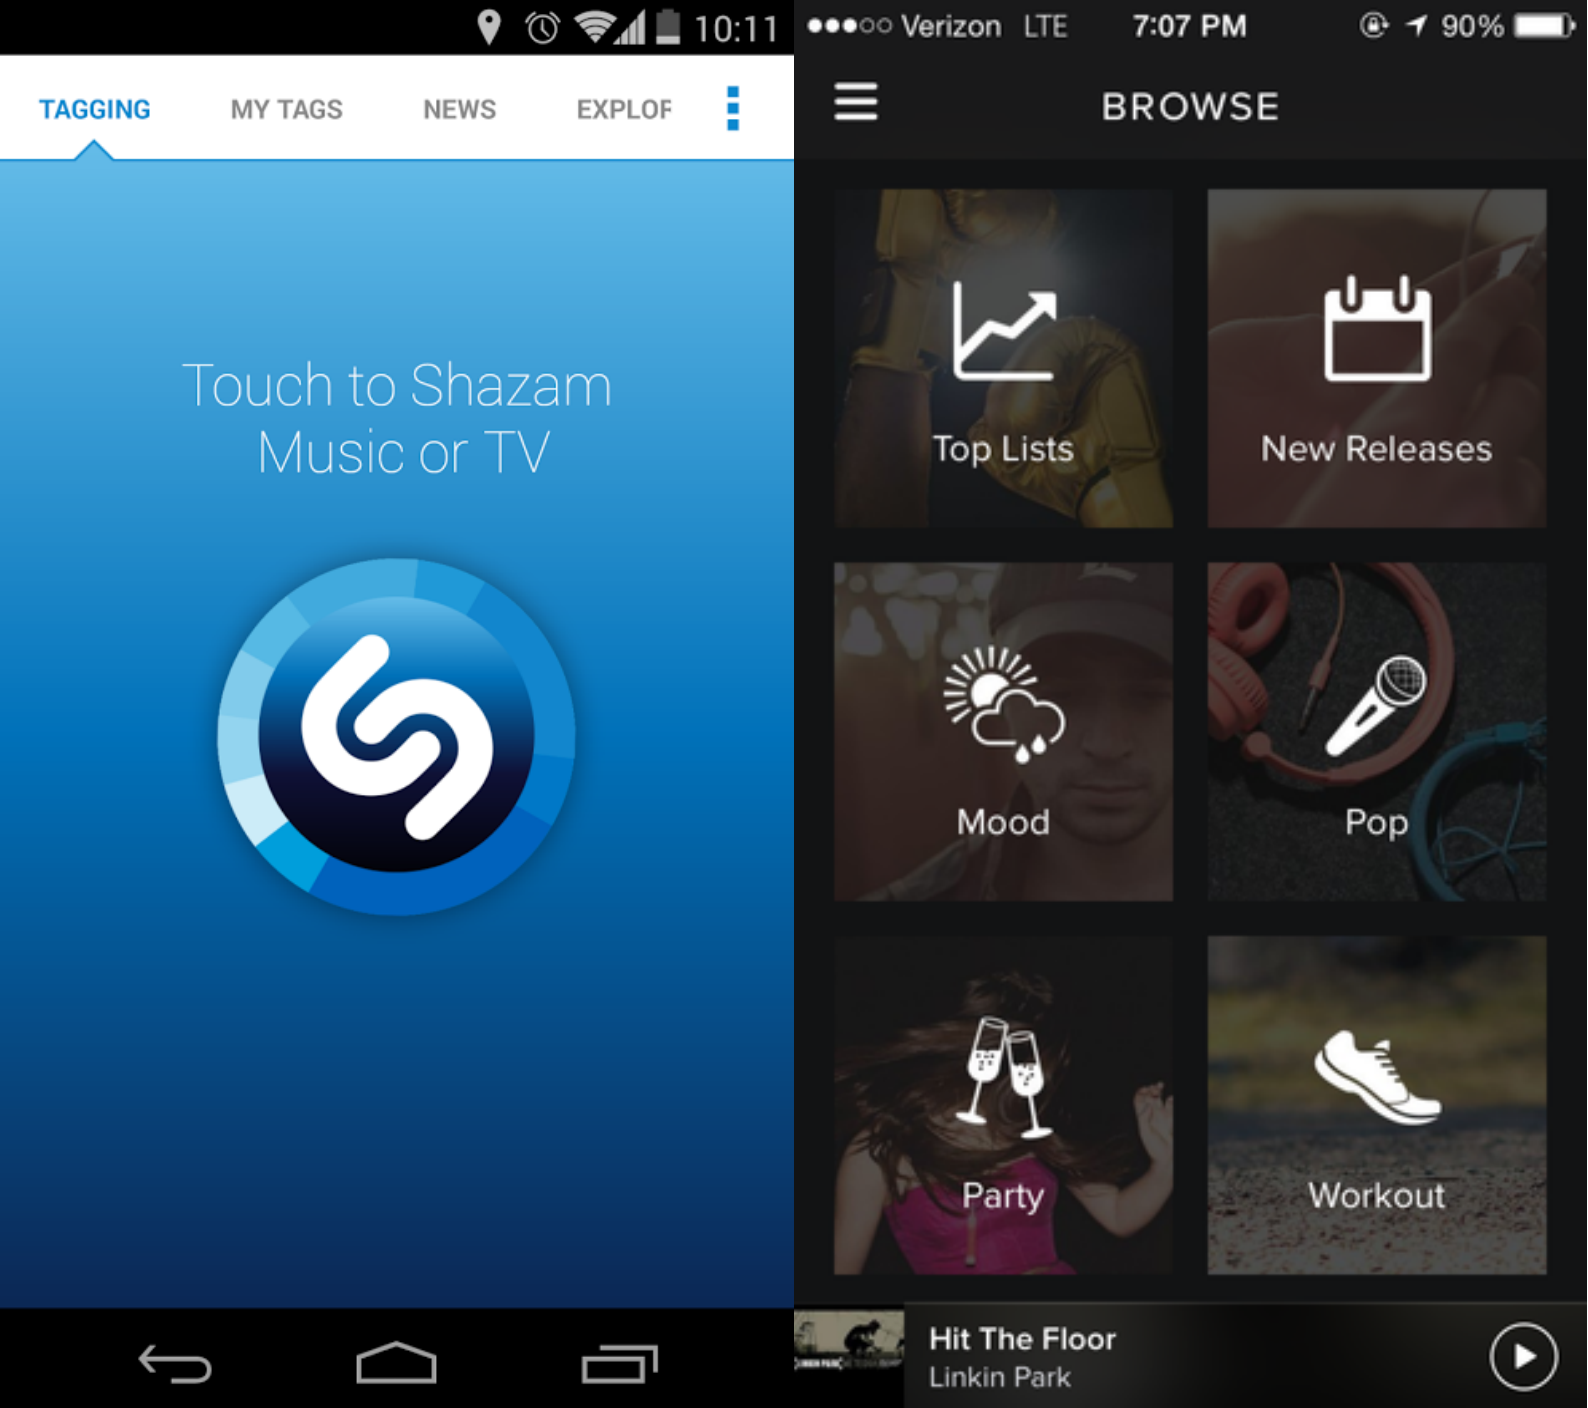 10:11
TAGGING MY TAGS NEWS EXPLOR
Touch to Shazam
Music or TV
Verizon LTE 7:07 PM 90%
BROWSE
Top Lists
New Releases
Mood
Pop
Party
Workout
Hit The Floor
Linkin Park